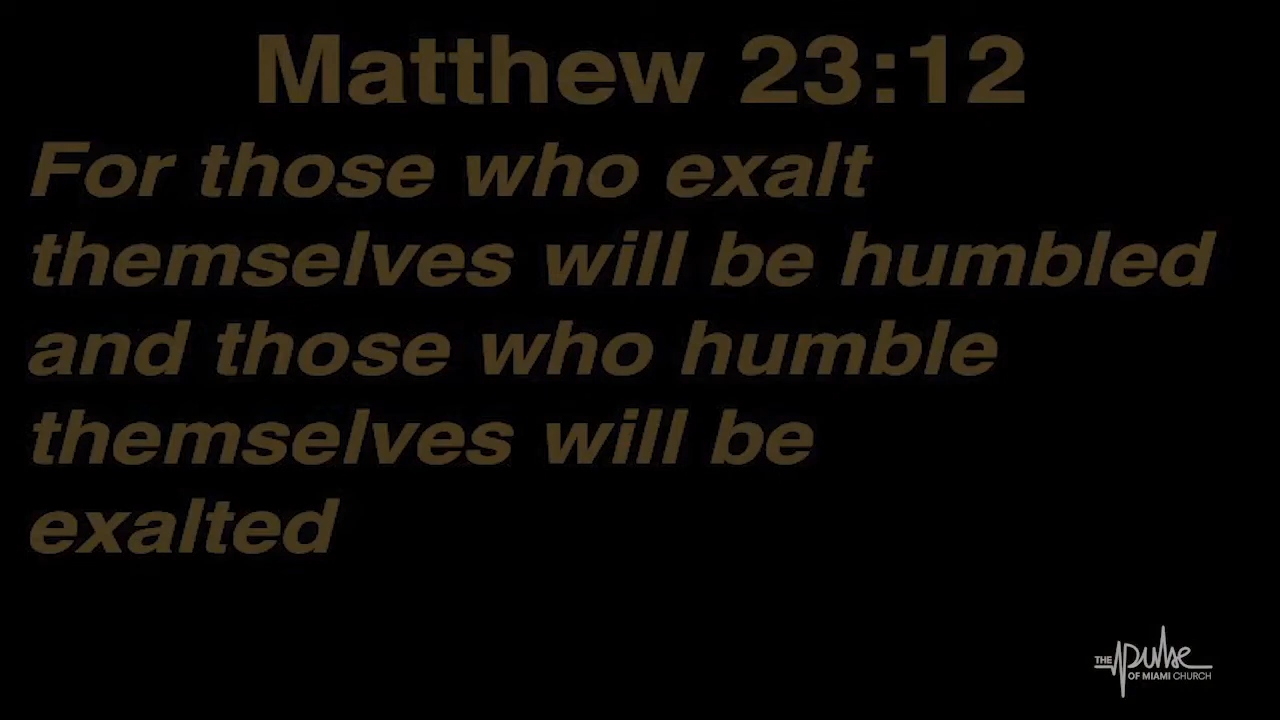 Matthew 23:12
For those who exalt
themselves will be humbled
and those who humble
themselves will be
exalted
THE pulse
OF MIAMI CHURCH